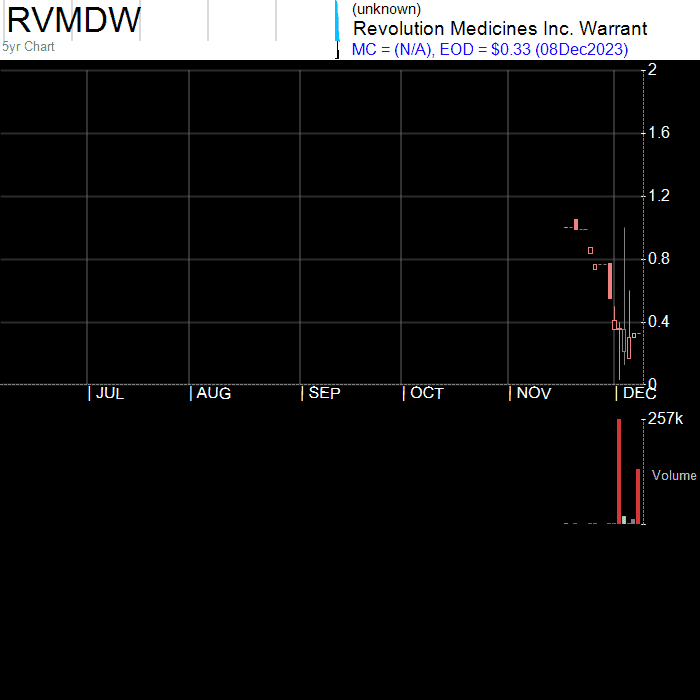 RVMDW
5yr Chart
(unknown)
Revolution Medicines Inc. Warrant
MC = (N/A), EOD = $0.33 (08Dec2023)
2
1.6
1.2
0.8
0.4
0
| JUL | AUG | SEP | OCT | NOV | DEC
257k
Volume